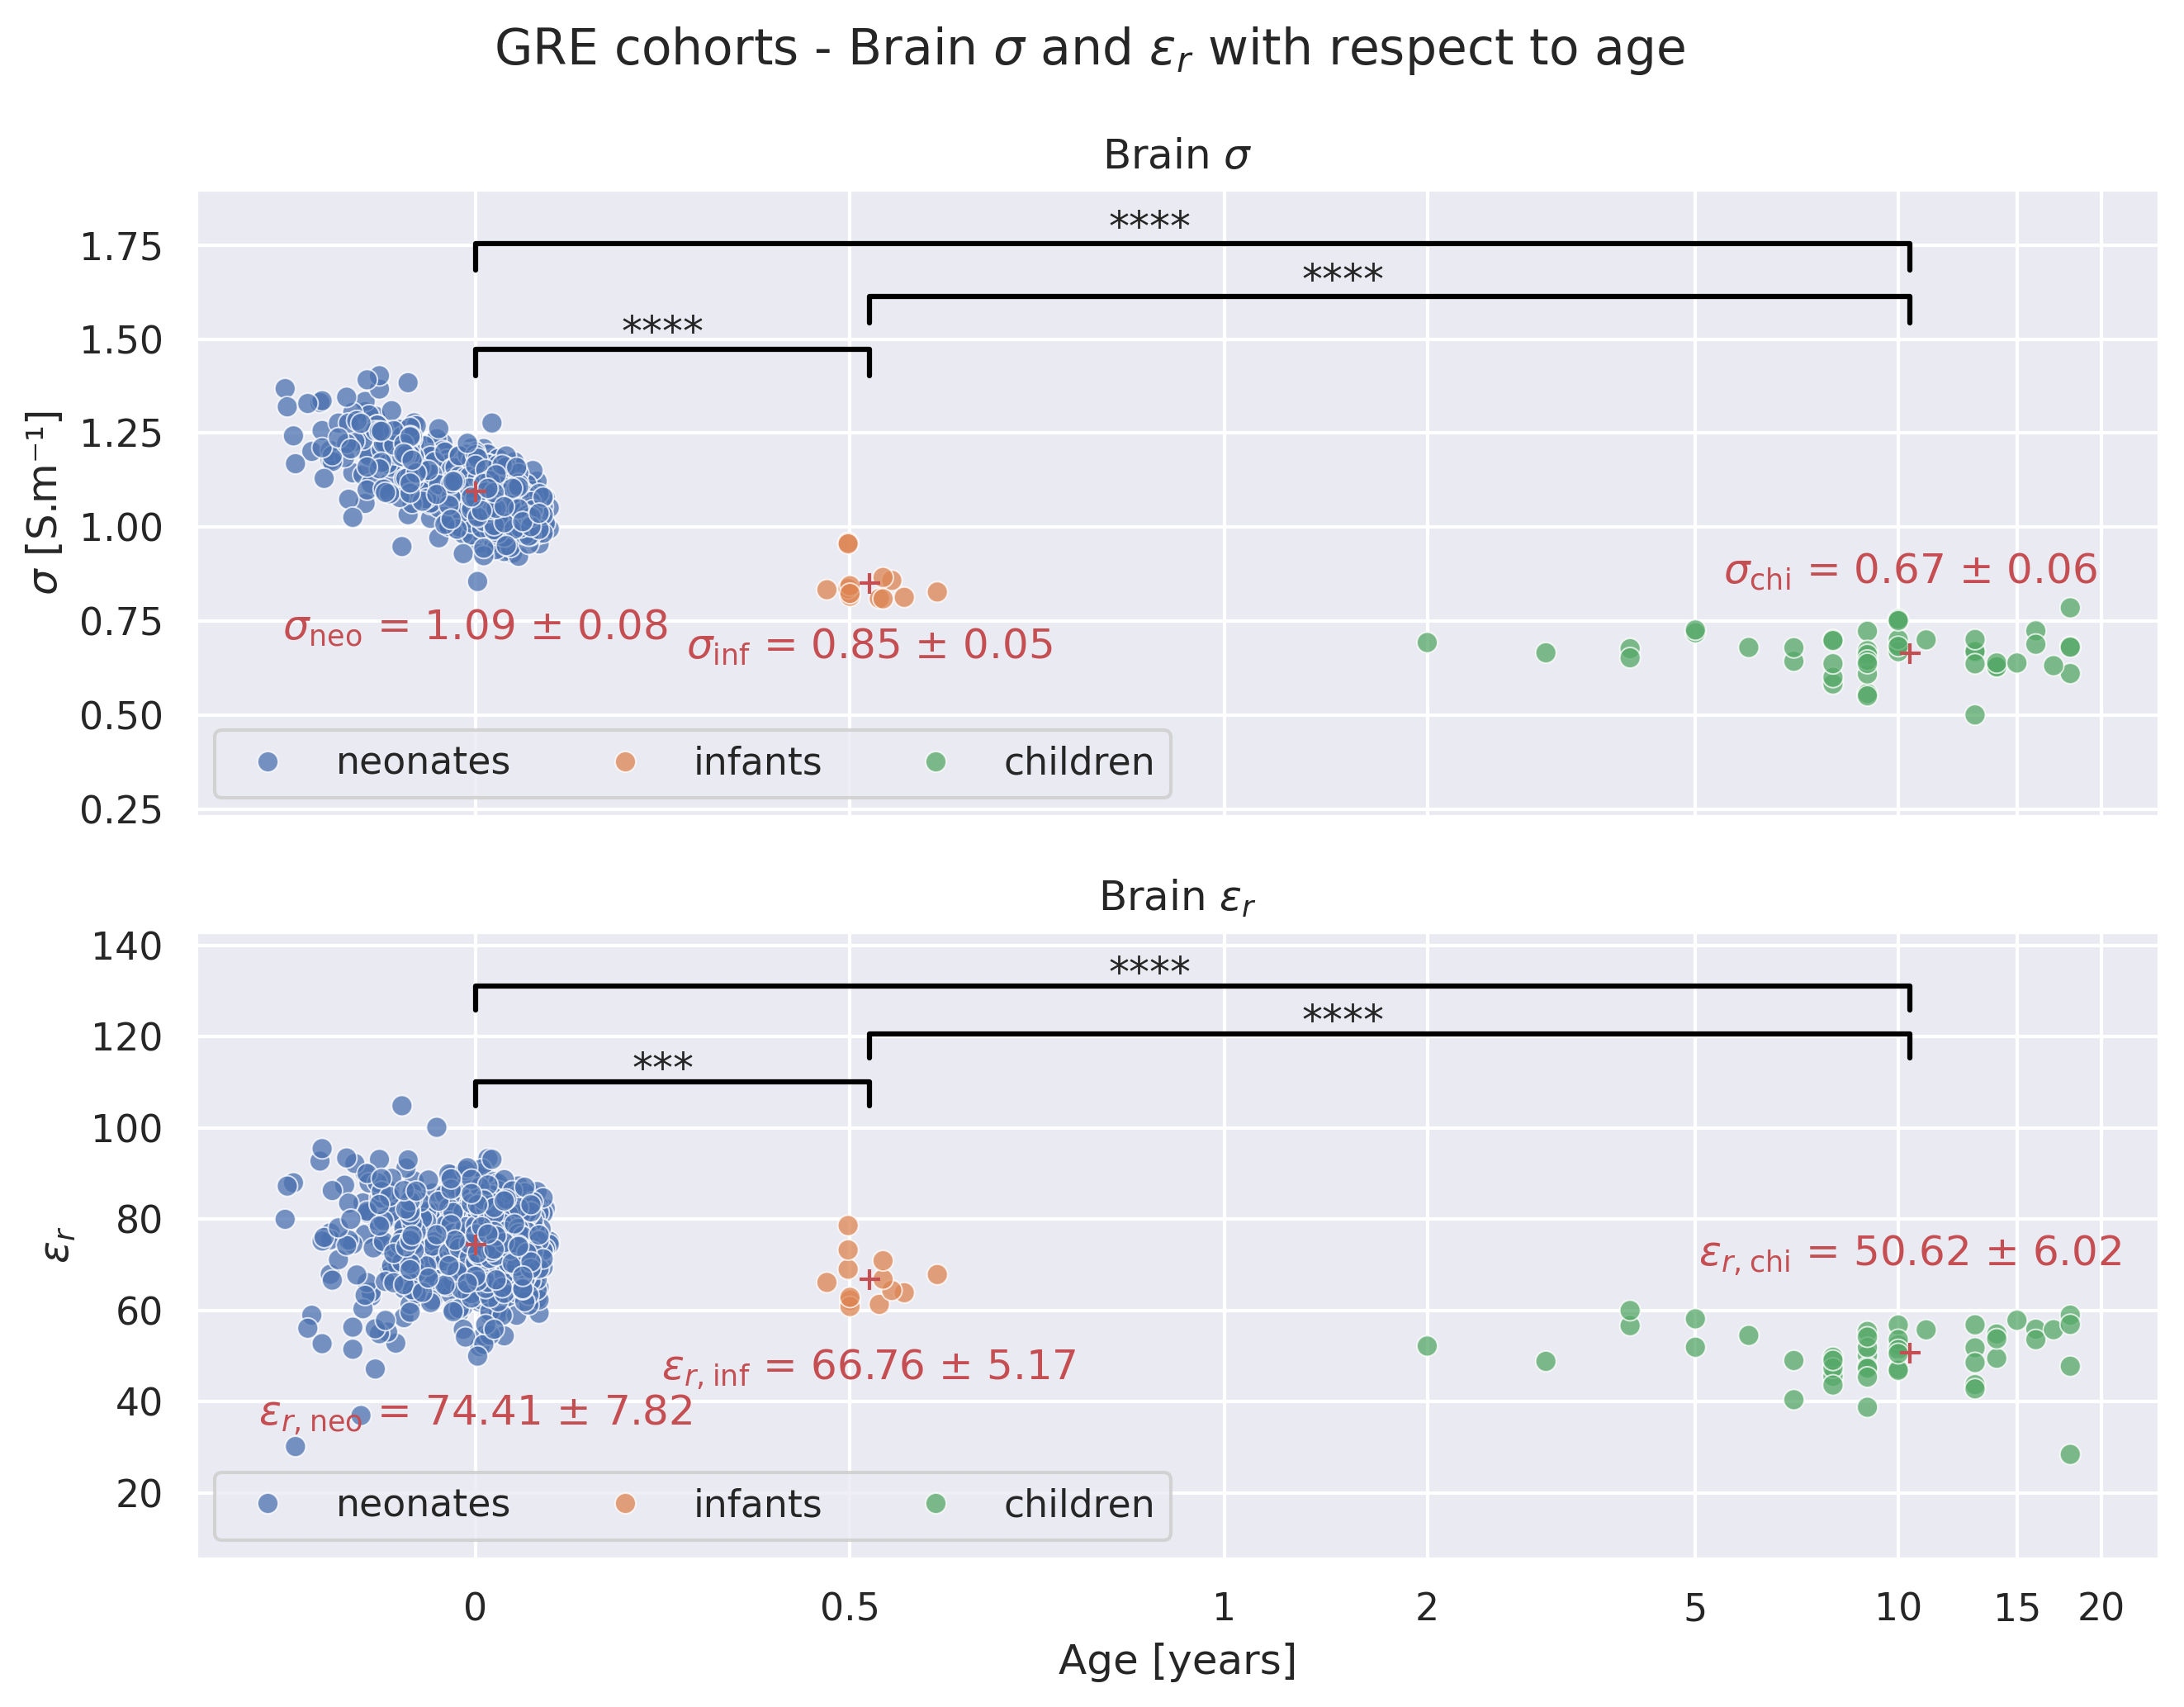 GRE cohorts - Brain σ and εᵣ with respect to age
Brain σ
σ [S.m⁻¹]
1.75
1.50
1.25
1.00
0.75
0.50
0.25
****
****
****
σneo = 1.09 ± 0.08
σinf = 0.85 ± 0.05
σchi = 0.67 ± 0.06
neonates infants children
Brain εᵣ
εᵣ
140
120
100
80
60
40
20
****
****
***
εr, chi = 50.62 ± 6.02
εr, inf = 66.76 ± 5.17
εr, neo = 74.41 ± 7.82
neonates infants children
0 0.5 1 2 5 10 15 20
Age [years]